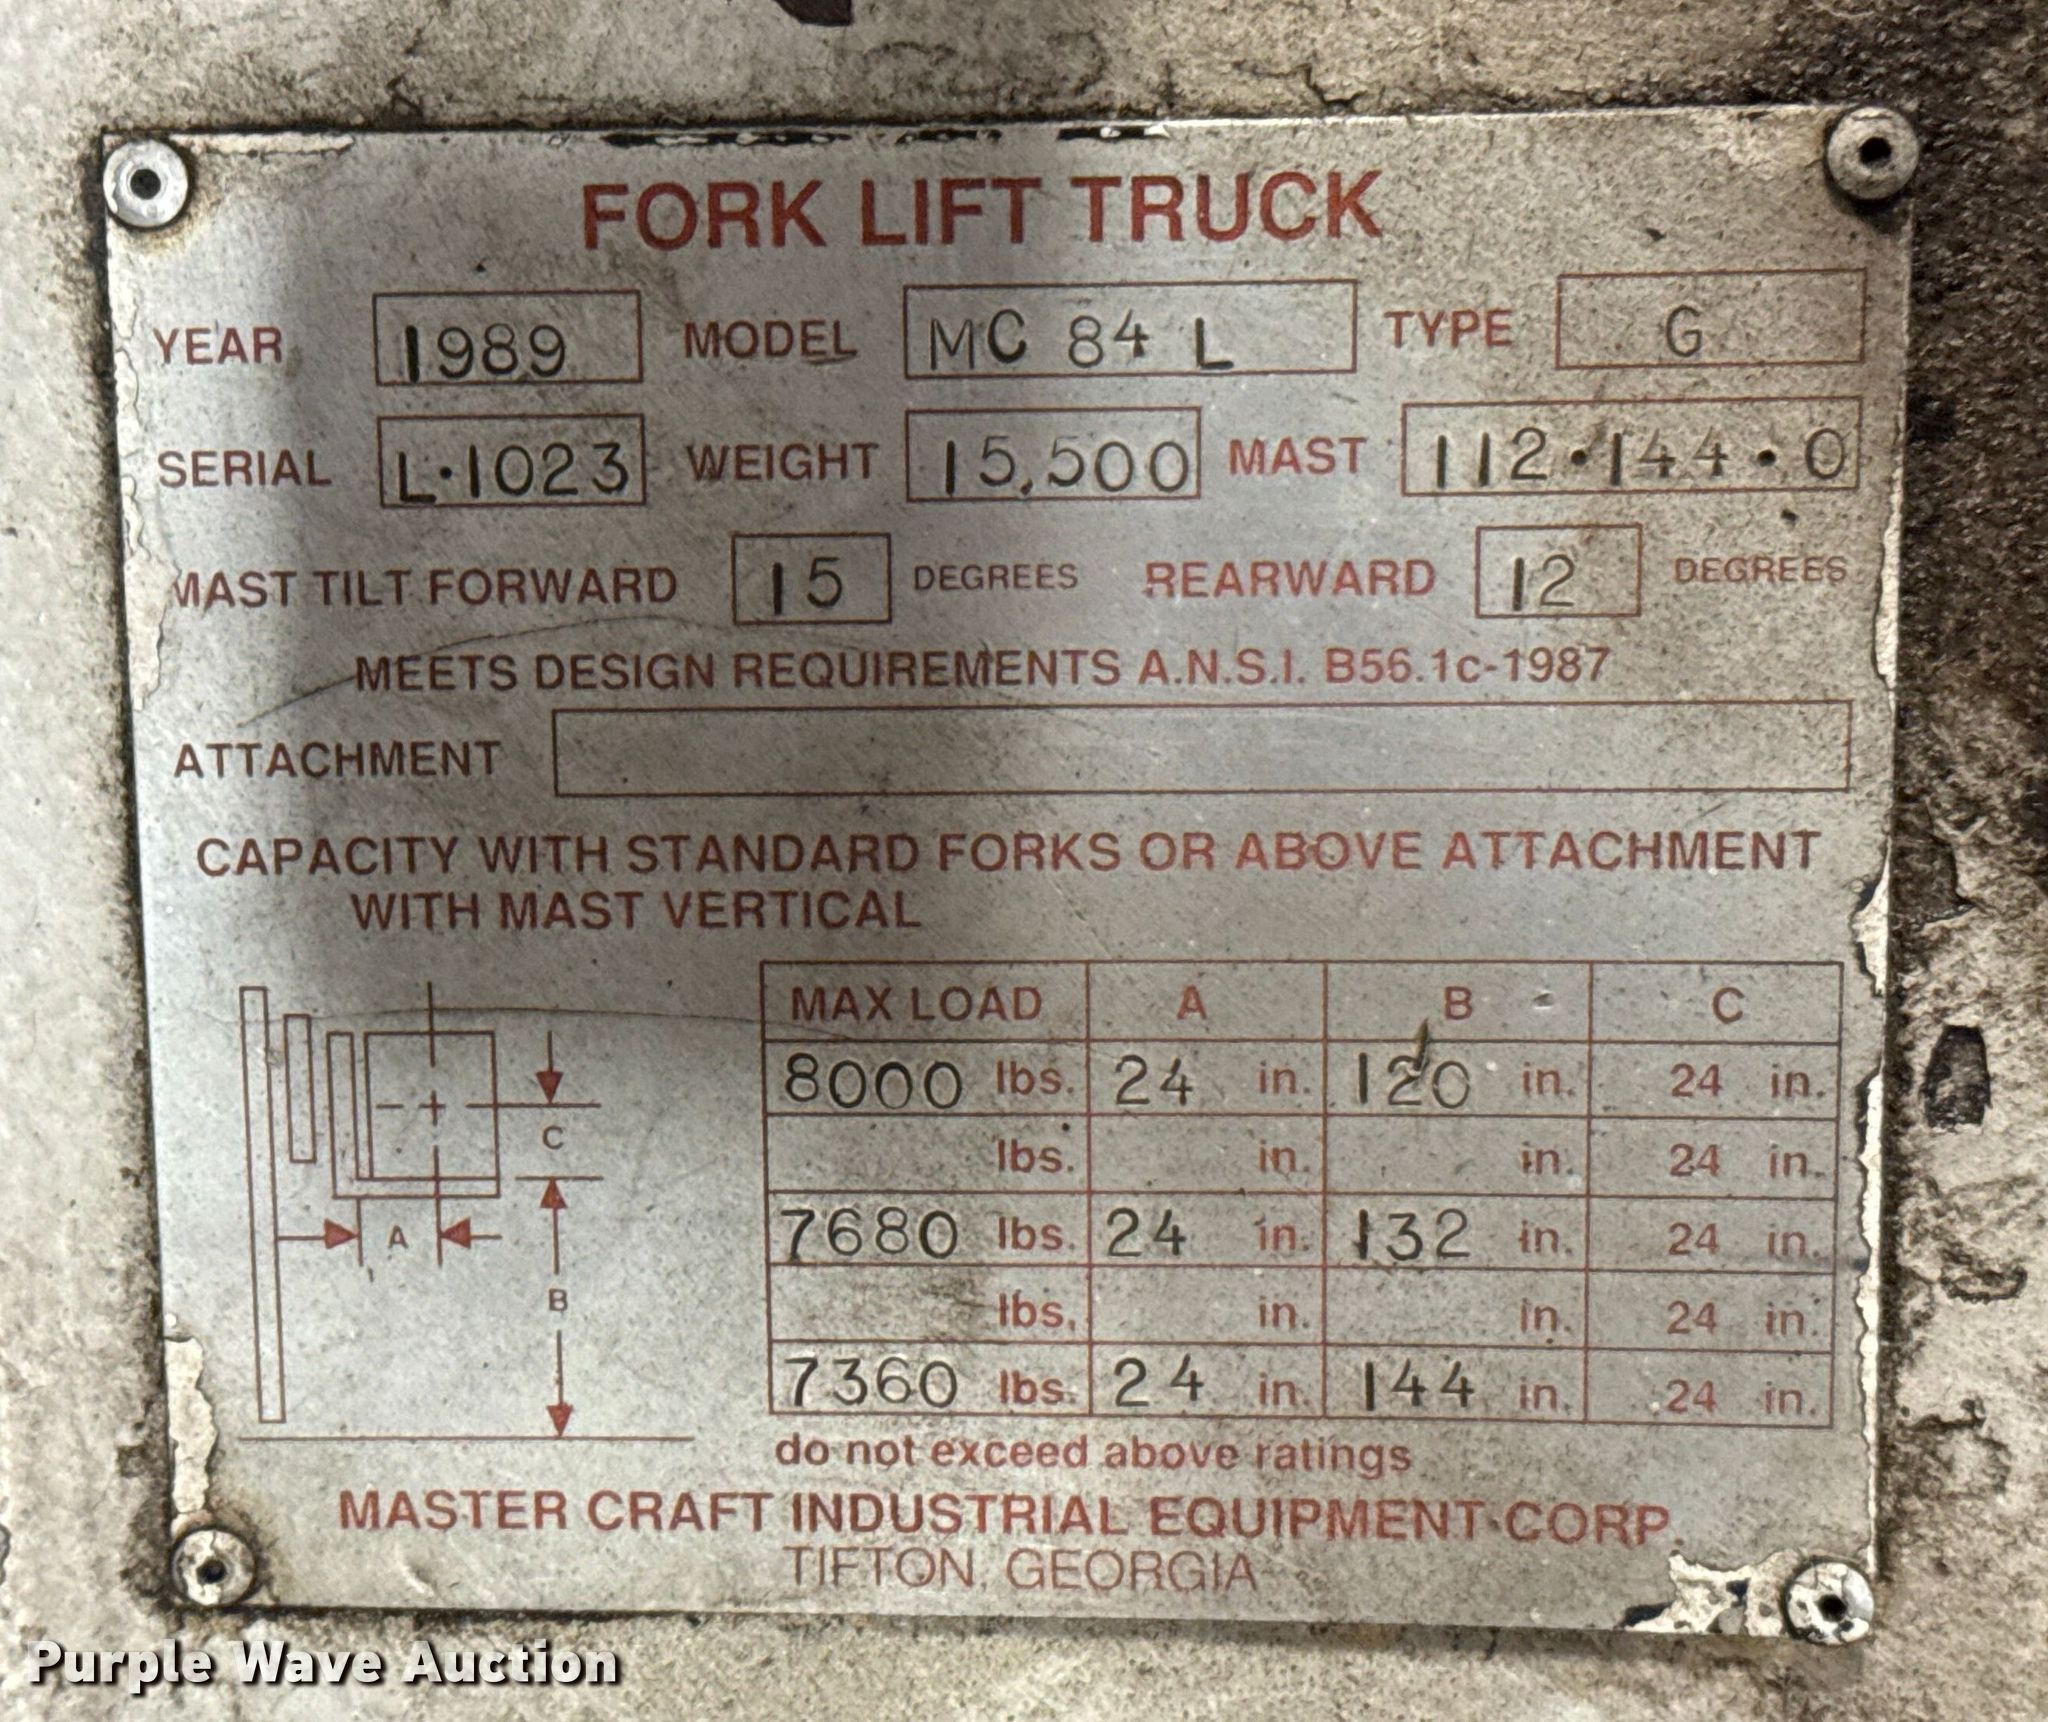 FORK LIFT TRUCK
YEAR 1989 MODEL MC 84 L TYPE G
SERIAL L·1023 WEIGHT 15,500 MAST 112·144·0
MAST TILT FORWARD 15 DEGREES REARWARD 12 DEGREES
MEETS DESIGN REQUIREMENTS A.N.S.I. B56.1c-1987
ATTACHMENT
CAPACITY WITH STANDARD FORKS OR ABOVE ATTACHMENT
WITH MAST VERTICAL
MAX LOAD A B C
8000 lbs. 24 in. 120 in. 24 in.
lbs. in. in. 24 in.
7680 lbs. 24 in. 132 in. 24 in.
lbs. in. in. 24 in.
7360 lbs. 24 in. 144 in. 24 in.
C
A
B
do not exceed above ratings
MASTER CRAFT INDUSTRIAL EQUIPMENT CORP.
TIFTON, GEORGIA
Purple Wave Auction